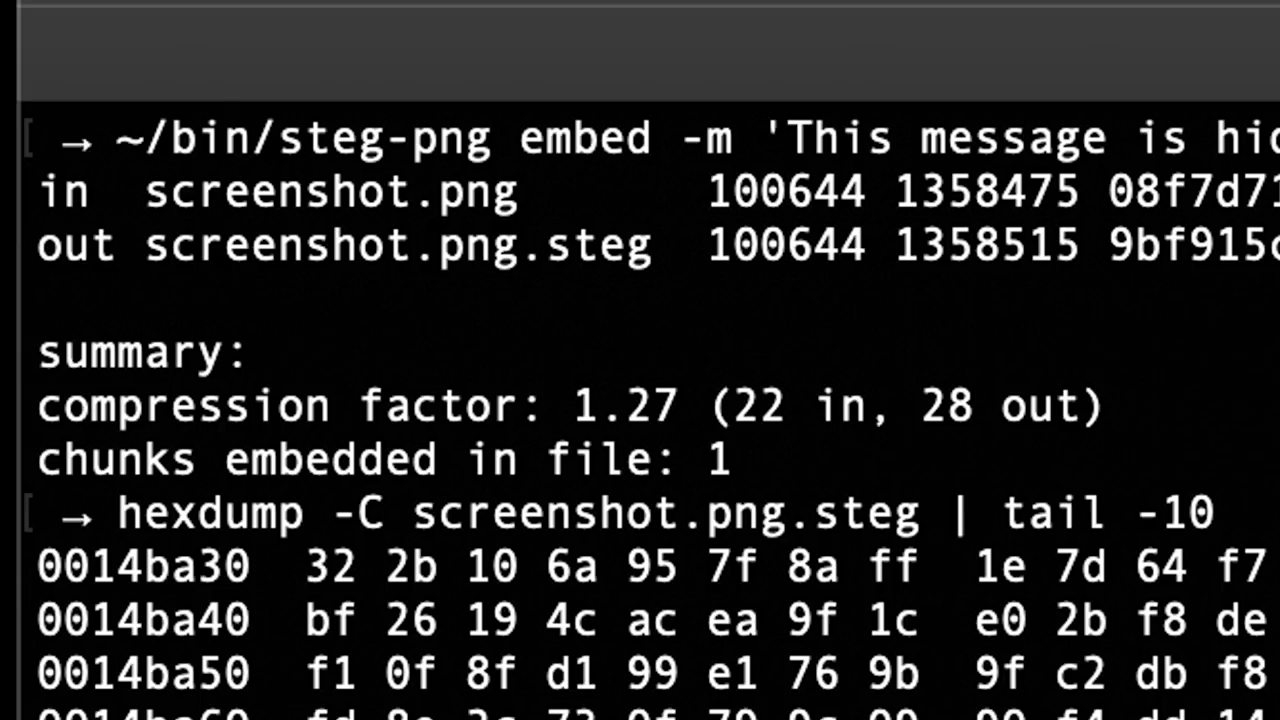 → ~/bin/steg-png embed -m 'This message is hid
in  screenshot.png      100644 1358475 08f7d71
out screenshot.png.steg  100644 1358515 9bf915c
summary:
compression factor: 1.27 (22 in, 28 out)
chunks embedded in file: 1
→ hexdump -C screenshot.png.steg | tail -10
0014ba30  32 2b 10 6a 95 7f 8a ff  1e 7d 64 f7
0014ba40  bf 26 19 4c ac ea 9f 1c  e0 2b f8 de
0014ba50  f1 0f 8f d1 99 e1 76 9b  9f c2 db f8